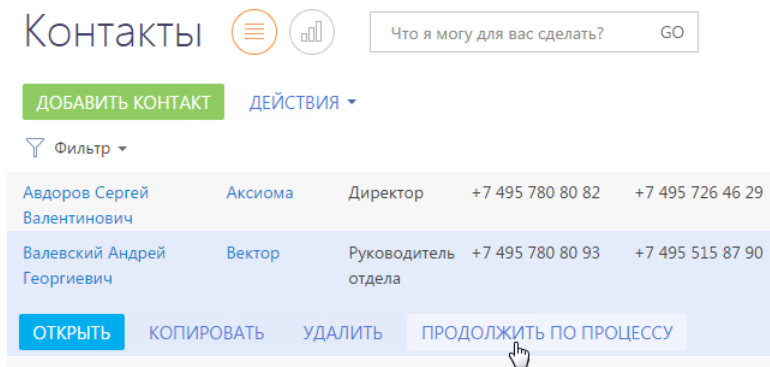 Контакты Что я могу для вас сделать? GO
ДОБАВИТЬ КОНТАКТ ДЕЙСТВИЯ
Фильтр
Авдоров Сергей Аксиома Директор +7 495 780 80 82 +7 495 726 46 29
Валентинович
Валевский Андрей Вектор Руководитель +7 495 780 80 93 +7 495 515 87 90
Георгиевич отдела
ОТКРЫТЬ КОПИРОВАТЬ УДАЛИТЬ ПРОДОЛЖИТЬ ПО ПРОЦЕССУ